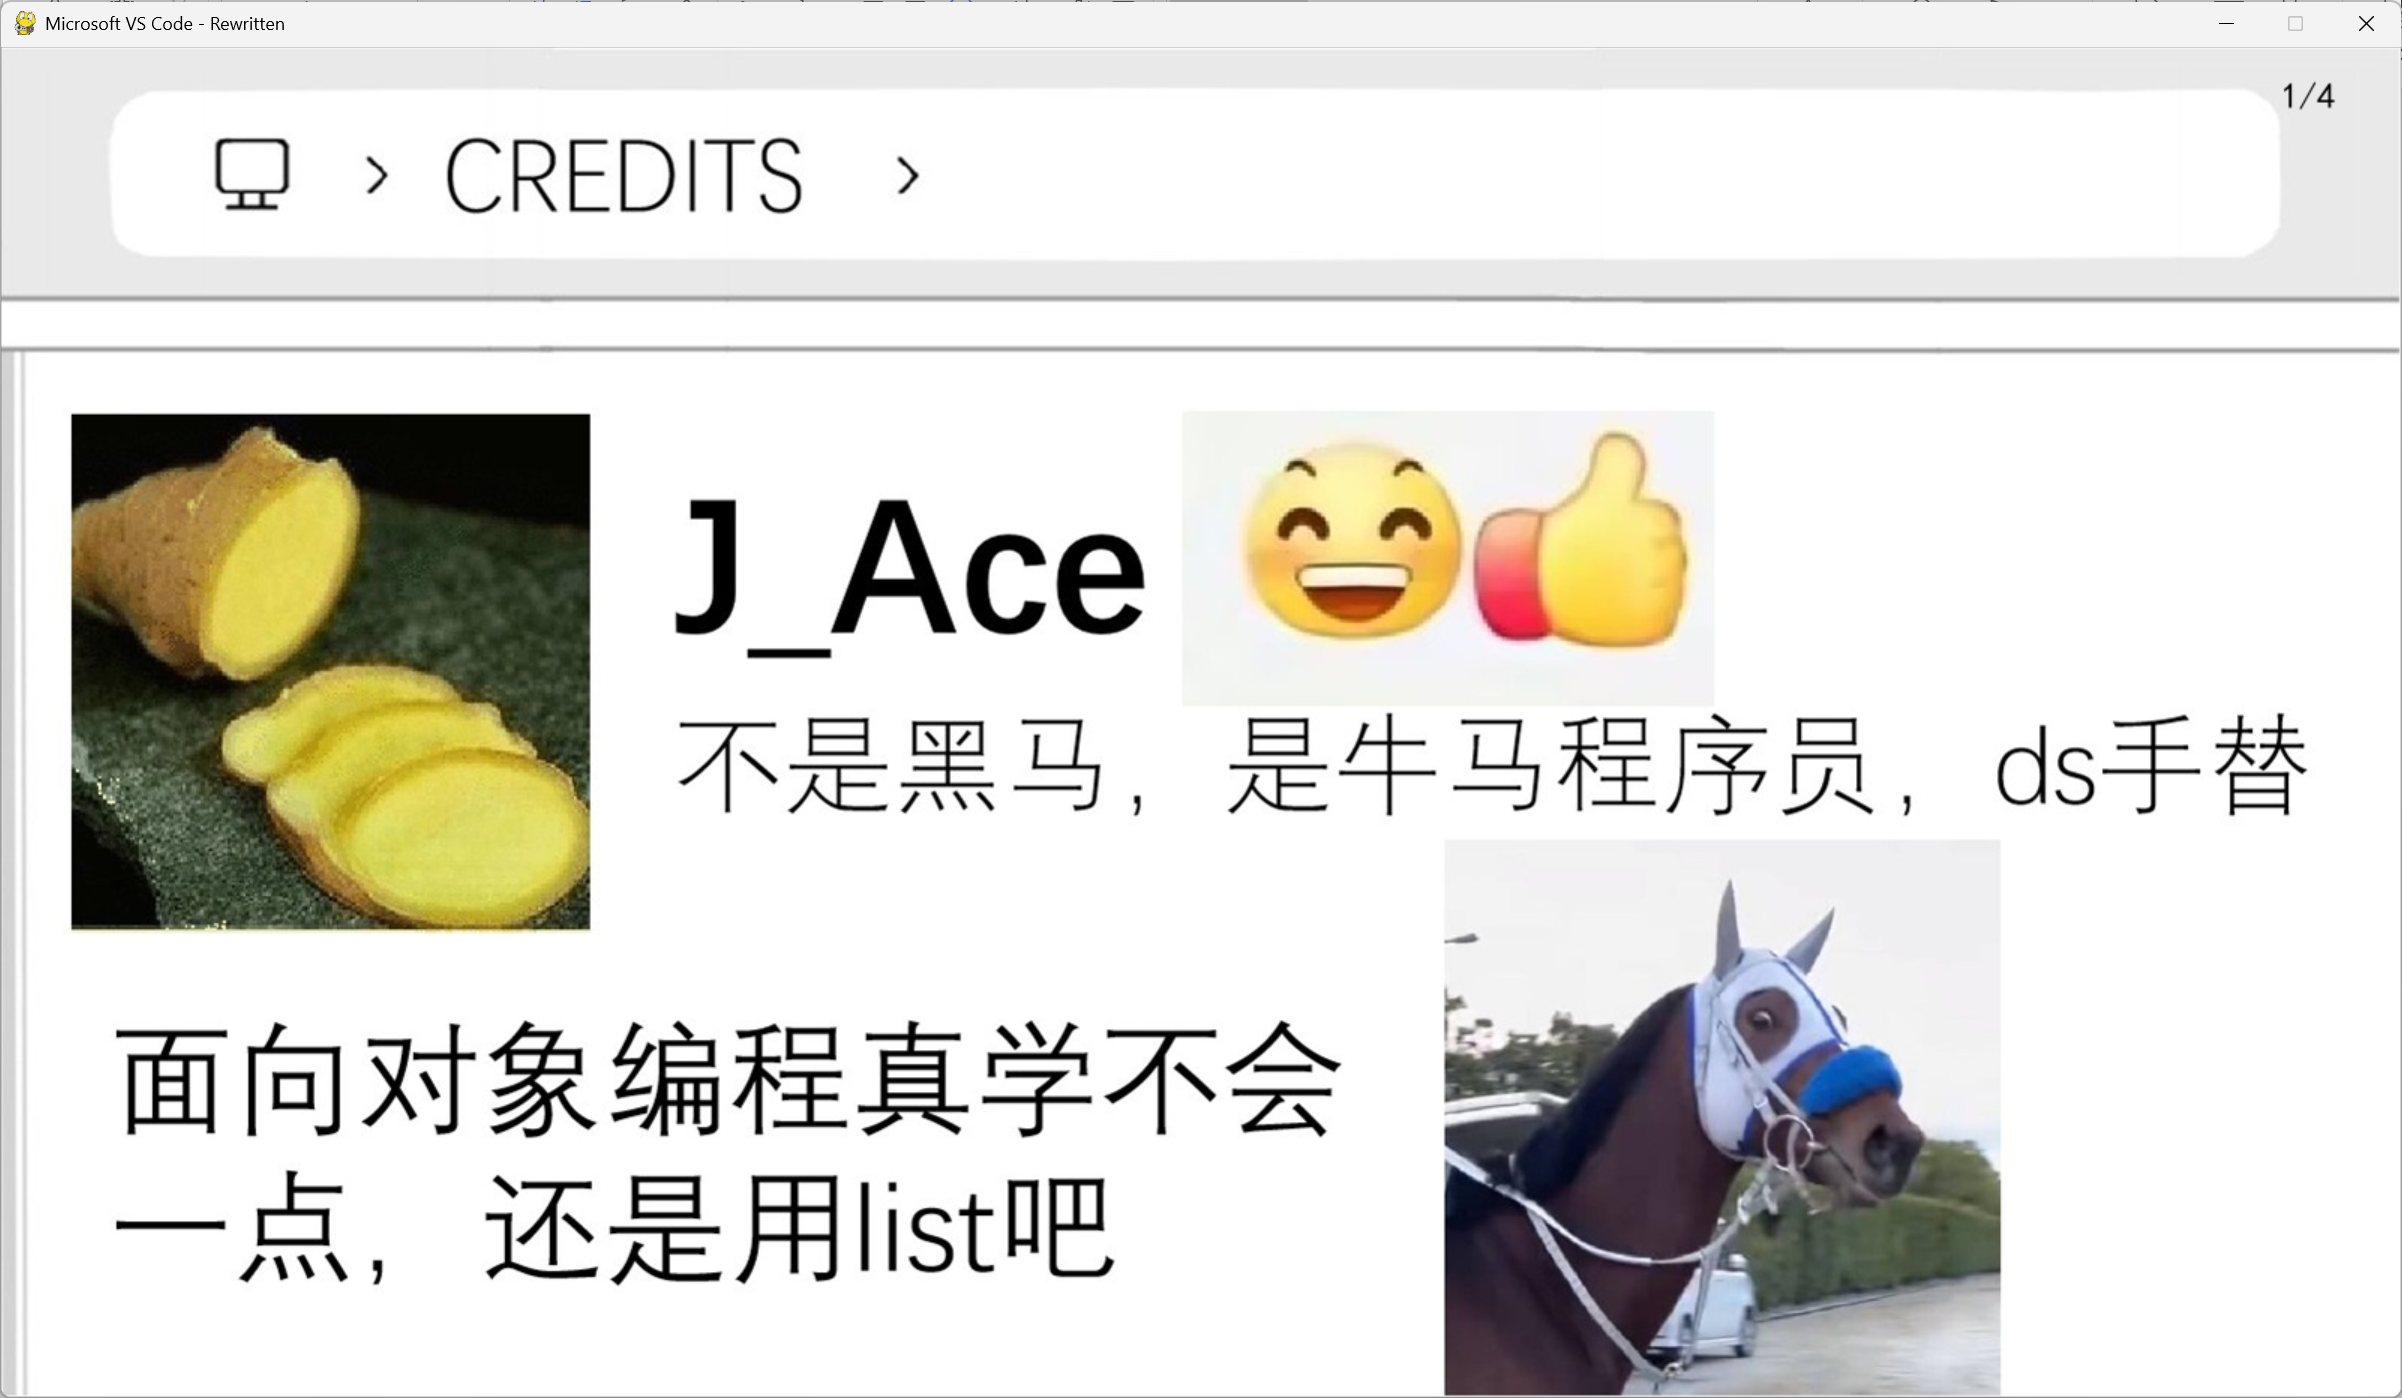 Microsoft VS Code - Rewritten
1/4
> CREDITS >
J_Ace
不是黑马，是牛马程序员，ds手替
面向对象编程真学不会
一点，还是用list吧